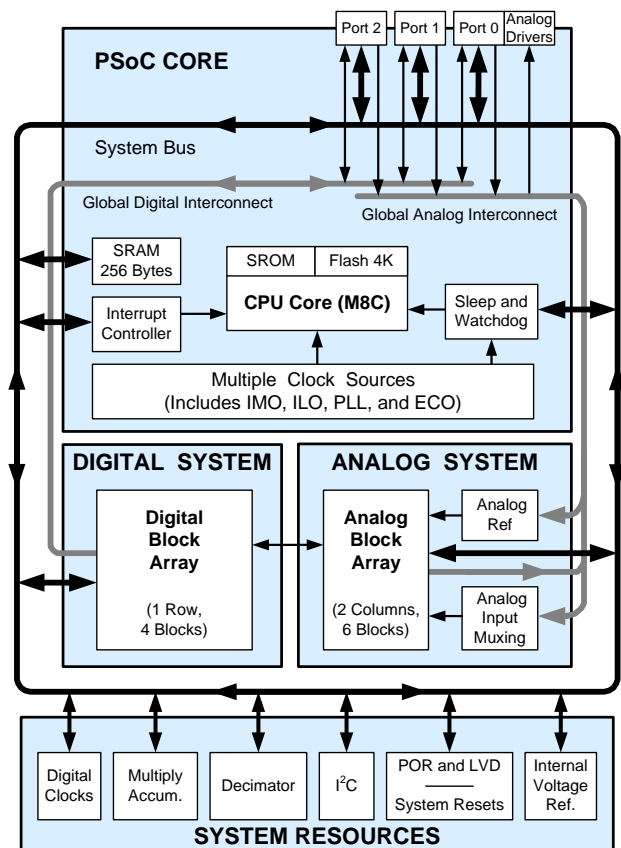 Port 2
Port 1
Port 0
Analog
Drivers
PSoC CORE
System Bus
Global Digital Interconnect
Global Analog Interconnect
SRAM
256 Bytes
SROM
Flash 4K
CPU Core (M8C)
Interrupt
Controller
Sleep and
Watchdog
Multiple Clock Sources
(Includes IMO, ILO, PLL, and ECO)
DIGITAL SYSTEM
Digital
Block
Array
(1 Row,
4 Blocks)
ANALOG SYSTEM
Analog
Block
Array
(2 Columns,
6 Blocks)
Analog
Ref
Analog
Input
Muxing
Digital
Clocks
Multiply
Accum.
Decimator
I²C
POR and LVD
System Resets
Internal
Voltage
Ref.
SYSTEM RESOURCES